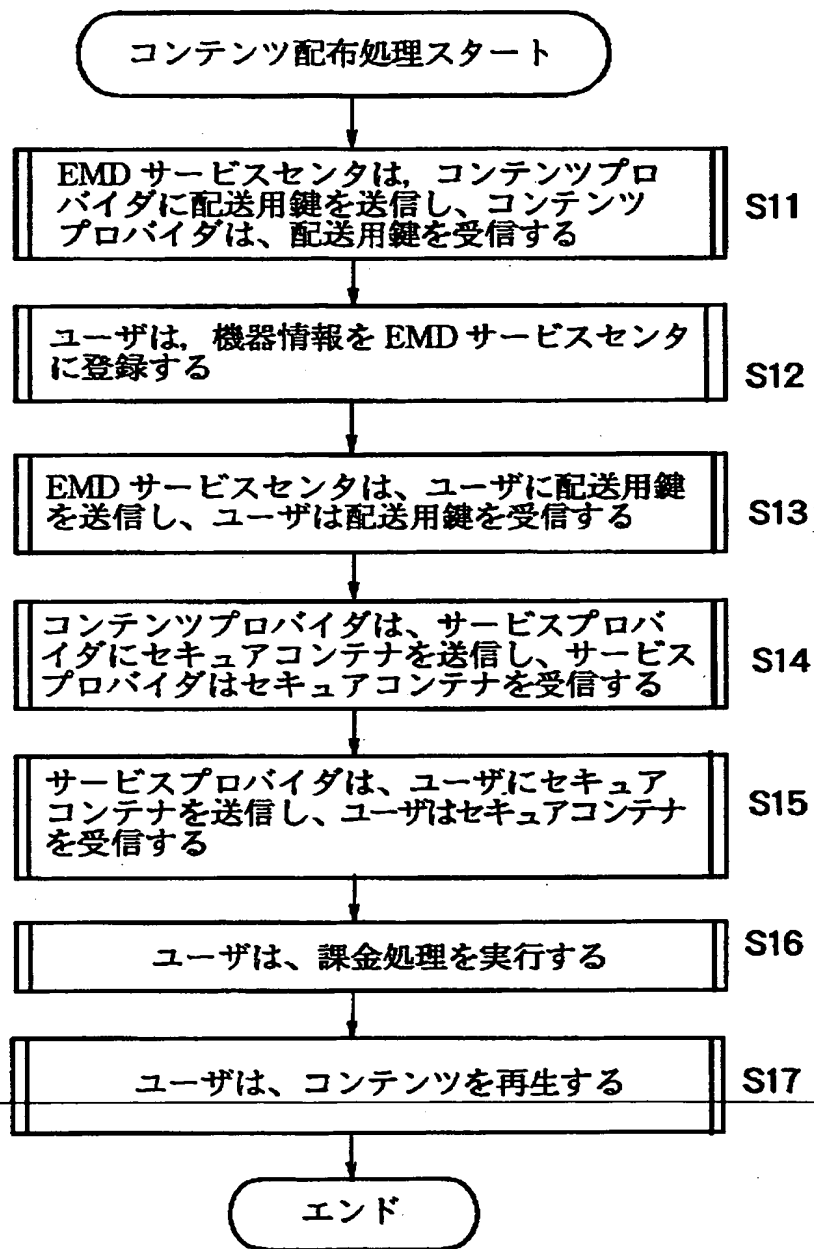 コンテンツ配布処理スタート
EMD サービスセンタは，コンテンツプロ
バイダに配送用鍵を送信し、コンテンツ
プロバイダは、配送用鍵を受信する
S11
ユーザは，機器情報を EMD サービスセンタ
に登録する
S12
EMD サービスセンタは、ユーザに配送用鍵
を送信し、ユーザは配送用鍵を受信する
S13
コンテンツプロバイダは、サービスプロバ
イダにセキュアコンテナを送信し、サービス
プロバイダはセキュアコンテナを受信する
S14
サービスプロバイダは、ユーザにセキュア
コンテナを送信し、ユーザはセキュアコンテナ
を受信する
S15
ユーザは、課金処理を実行する
S16
ユーザは、コンテンツを再生する
S17
エンド